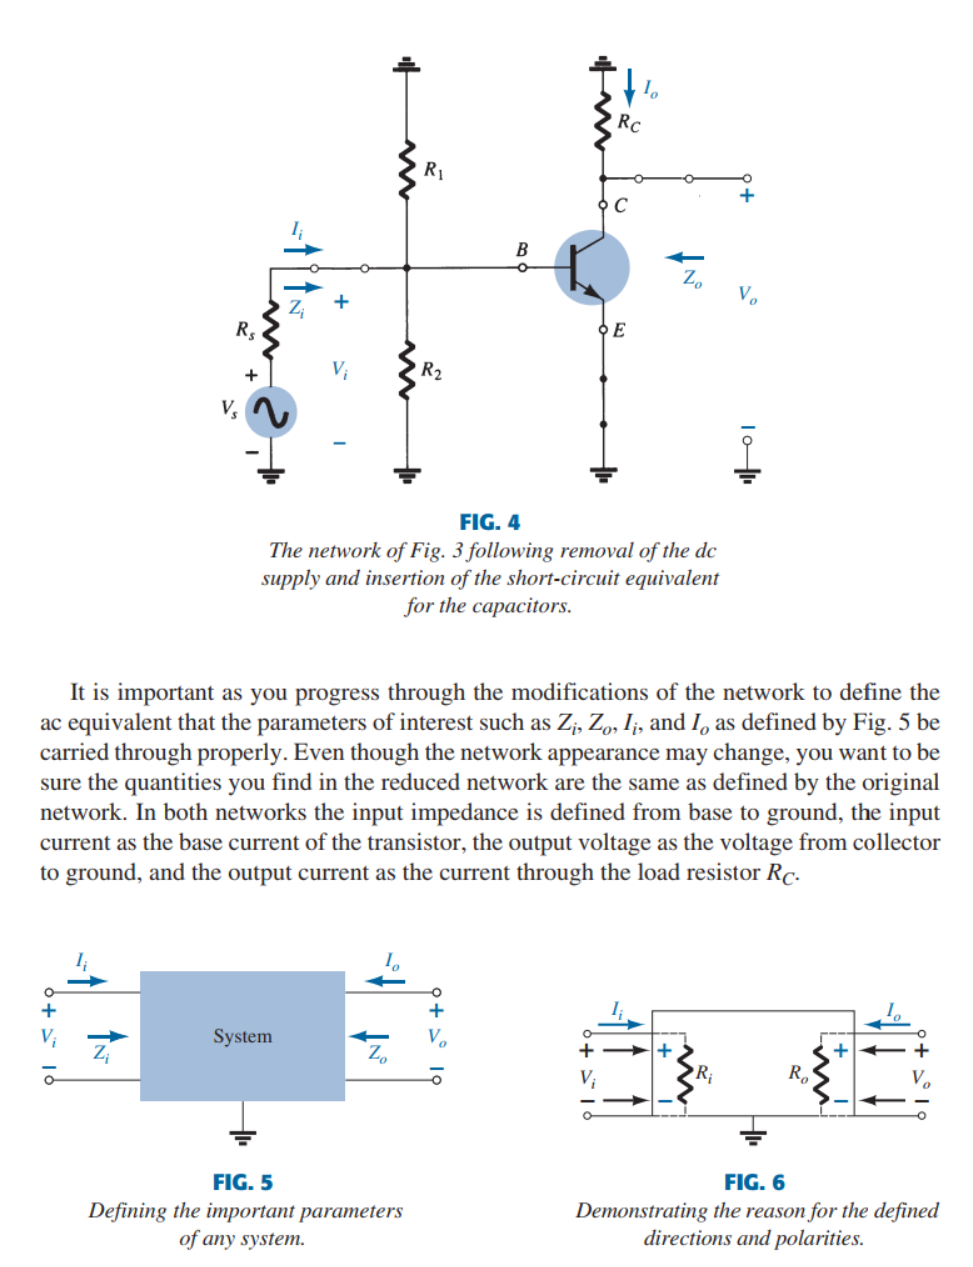 I_o
R_C
R_1
C
+
I_i
B
Z_o
Z_i
+
V_o
R_s
E
+
V_i
R_2
V_s
–
–
–
FIG. 4
The network of Fig. 3 following removal of the dc
supply and insertion of the short-circuit equivalent
for the capacitors.
It is important as you progress through the modifications of the network to define the
ac equivalent that the parameters of interest such as Z_i, Z_o, I_i, and I_o as defined by Fig. 5 be
carried through properly. Even though the network appearance may change, you want to be
sure the quantities you find in the reduced network are the same as defined by the original
network. In both networks the input impedance is defined from base to ground, the input
current as the base current of the transistor, the output voltage as the voltage from collector
to ground, and the output current as the current through the load resistor R_C.
I_i
I_o
+
+
V_i
Z_i
System
Z_o
V_o
–
–
FIG. 5
Defining the important parameters
of any system.
I_i
I_o
+
+
+
+
V_i
R_i
R_o
V_o
–
–
–
–
FIG. 6
Demonstrating the reason for the defined
directions and polarities.